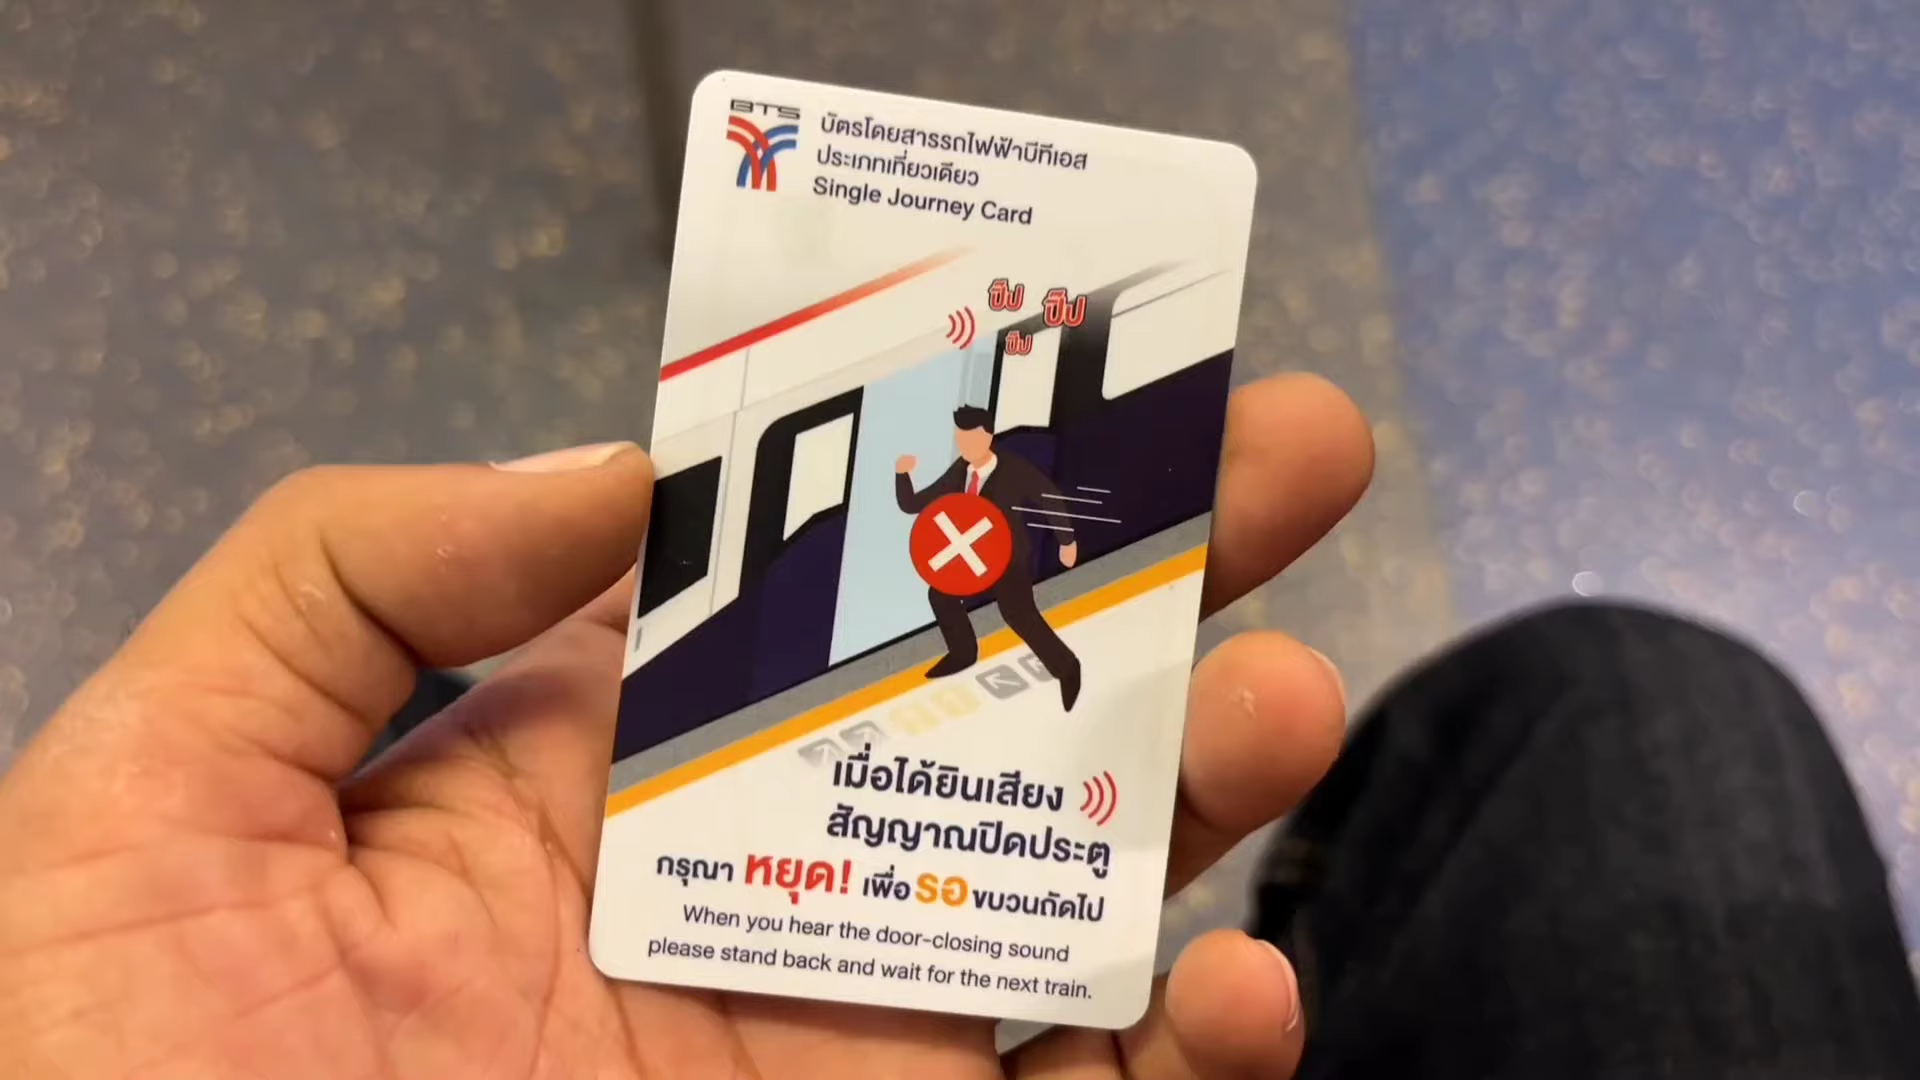 BTS
บัตรโดยสารรถไฟฟ้าบีทีเอส
ประเภทเที่ยวเดียว
Single Journey Card
ปี๊ป ปี๊ป
ปี๊ป
เมื่อได้ยินเสียง
สัญญาณปิดประตู
กรุณา หยุด! เพื่อ รอ ขบวนถัดไป
When you hear the door-closing sound
please stand back and wait for the next train.